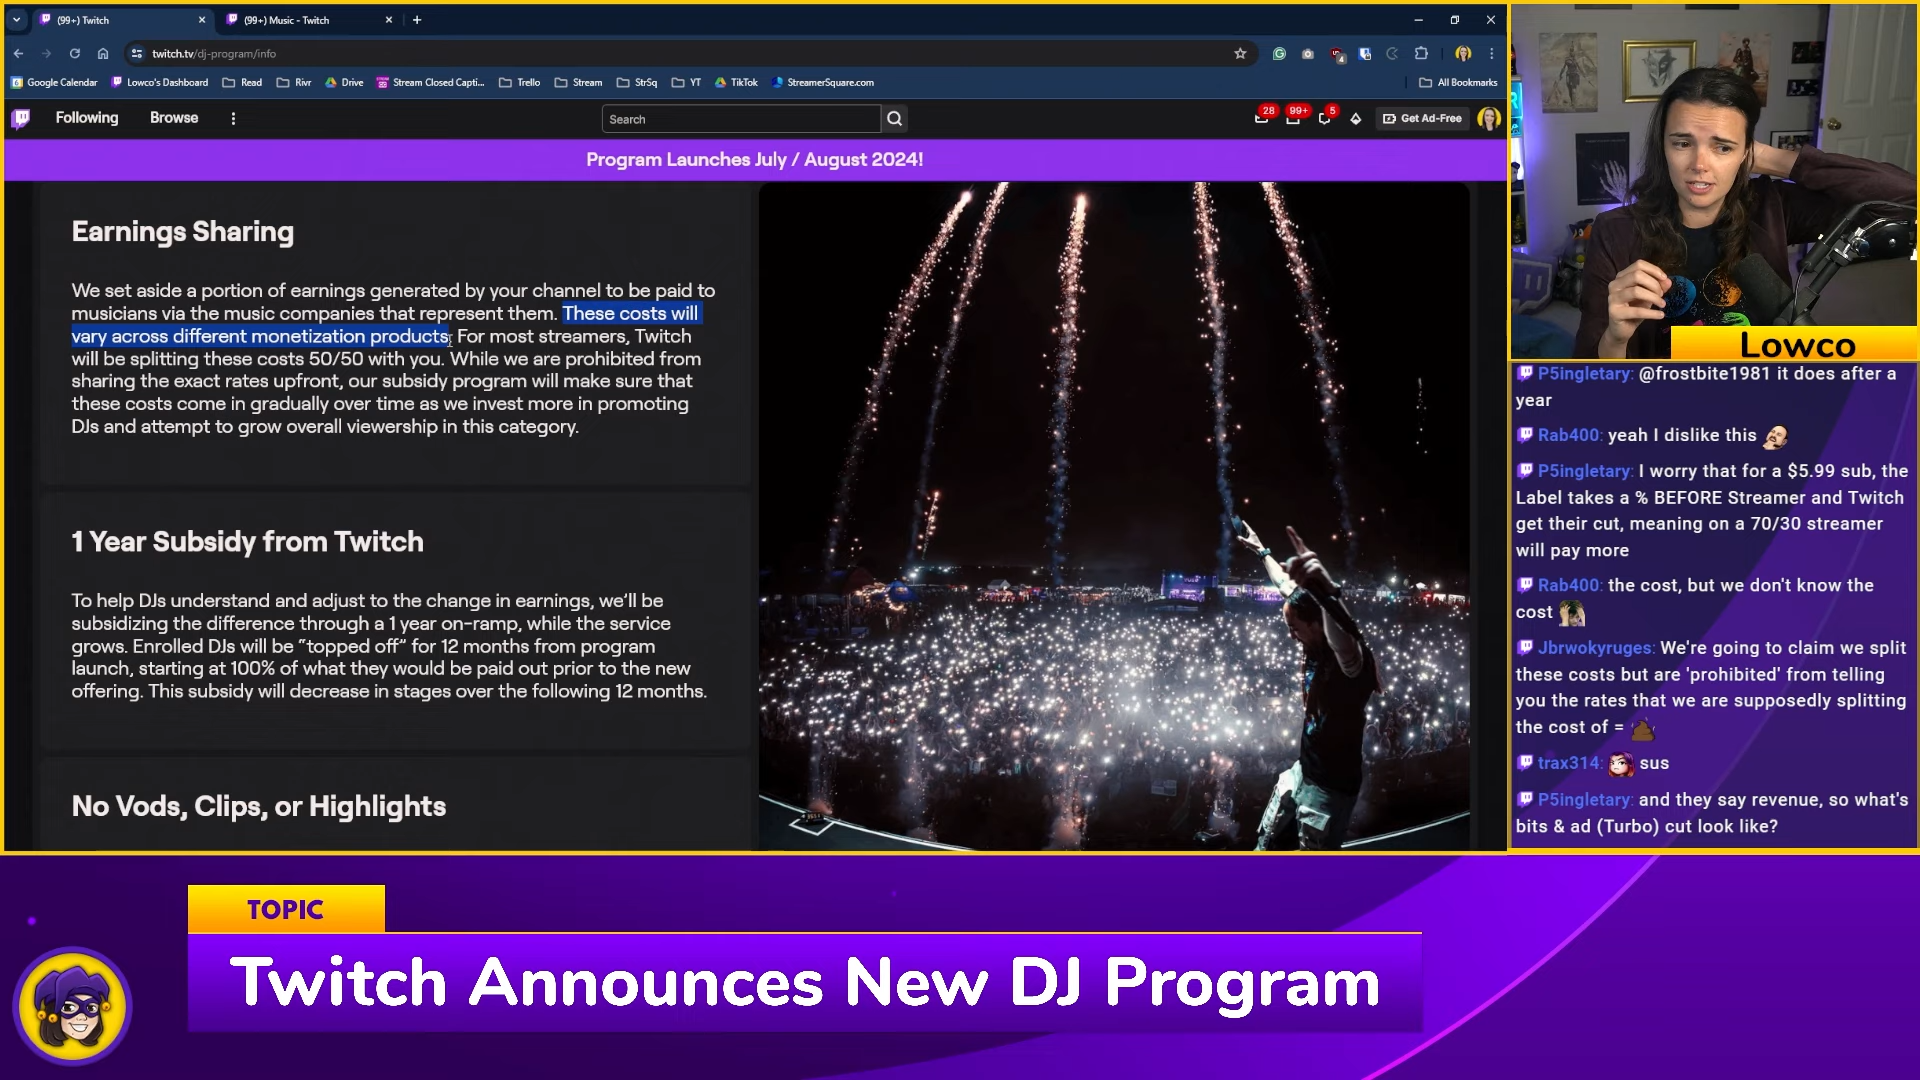 (99+) Twitch
(99+) Music - Twitch
twitch.tv/dj-program/info
Google Calendar
Lowco's Dashboard
Read
Rivr
Drive
Stream Closed Capti...
Trello
Stream
StrSq
YT
TikTok
StreamerSquare.com
All Bookmarks
Following
Browse
Search
28
99+
5
Get Ad-Free
Program Launches July / August 2024!
Earnings Sharing
We set aside a portion of earnings generated by your channel to be paid to
musicians via the music companies that represent them. These costs will
vary across different monetization products. For most streamers, Twitch
will be splitting these costs 50/50 with you. While we are prohibited from
sharing the exact rates upfront, our subsidy program will make sure that
these costs come in gradually over time as we invest more in promoting
DJs and attempt to grow overall viewership in this category.
1 Year Subsidy from Twitch
To help DJs understand and adjust to the change in earnings, we'll be
subsidizing the difference through a 1 year on-ramp, while the service
grows. Enrolled DJs will be "topped off" for 12 months from program
launch, starting at 100% of what they would be paid out prior to the new
offering. This subsidy will decrease in stages over the following 12 months.
No Vods, Clips, or Highlights
Lowco
P5ingletary: @frostbite1981 it does after a
year
Rab400: yeah I dislike this
P5ingletary: I worry that for a $5.99 sub, the
Label takes a % BEFORE Streamer and Twitch
get their cut, meaning on a 70/30 streamer
will pay more
Rab400: the cost, but we don't know the
cost
Jbrwokyruges: We're going to claim we split
these costs but are 'prohibited' from telling
you the rates that we are supposedly splitting
the cost of =
trax314: sus
P5ingletary: and they say revenue, so what's
bits & ad (Turbo) cut look like?
TOPIC
Twitch Announces New DJ Program